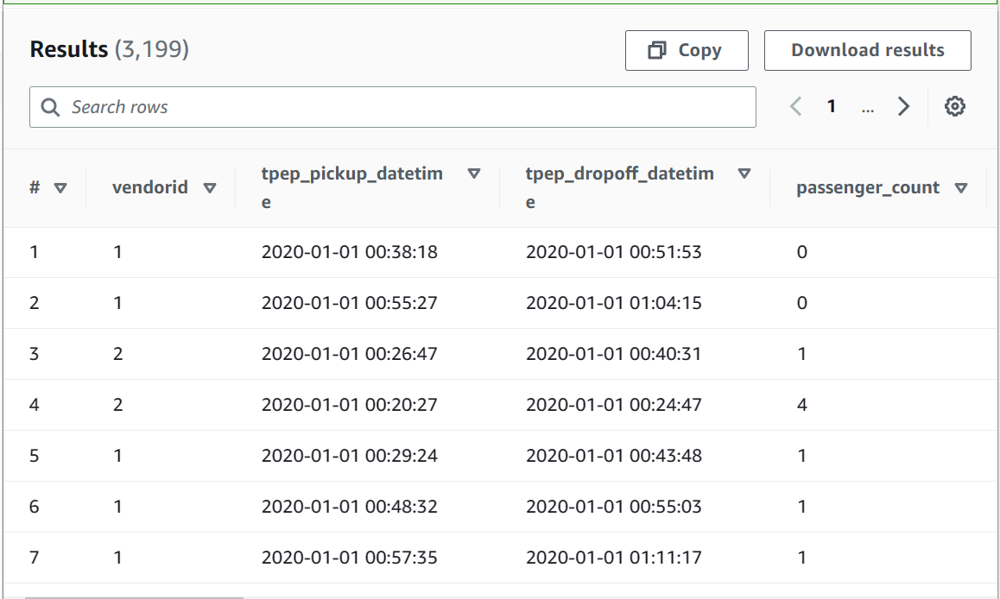 Results (3,199)
Copy
Download results
Search rows
1
...
# vendorid tpep_pickup_datetim
e tpep_dropoff_datetim
e passenger_count
1 1 2020-01-01 00:38:18 2020-01-01 00:51:53 0
2 1 2020-01-01 00:55:27 2020-01-01 01:04:15 0
3 2 2020-01-01 00:26:47 2020-01-01 00:40:31 1
4 2 2020-01-01 00:20:27 2020-01-01 00:24:47 4
5 1 2020-01-01 00:29:24 2020-01-01 00:43:48 1
6 1 2020-01-01 00:48:32 2020-01-01 00:55:03 1
7 1 2020-01-01 00:57:35 2020-01-01 01:11:17 1